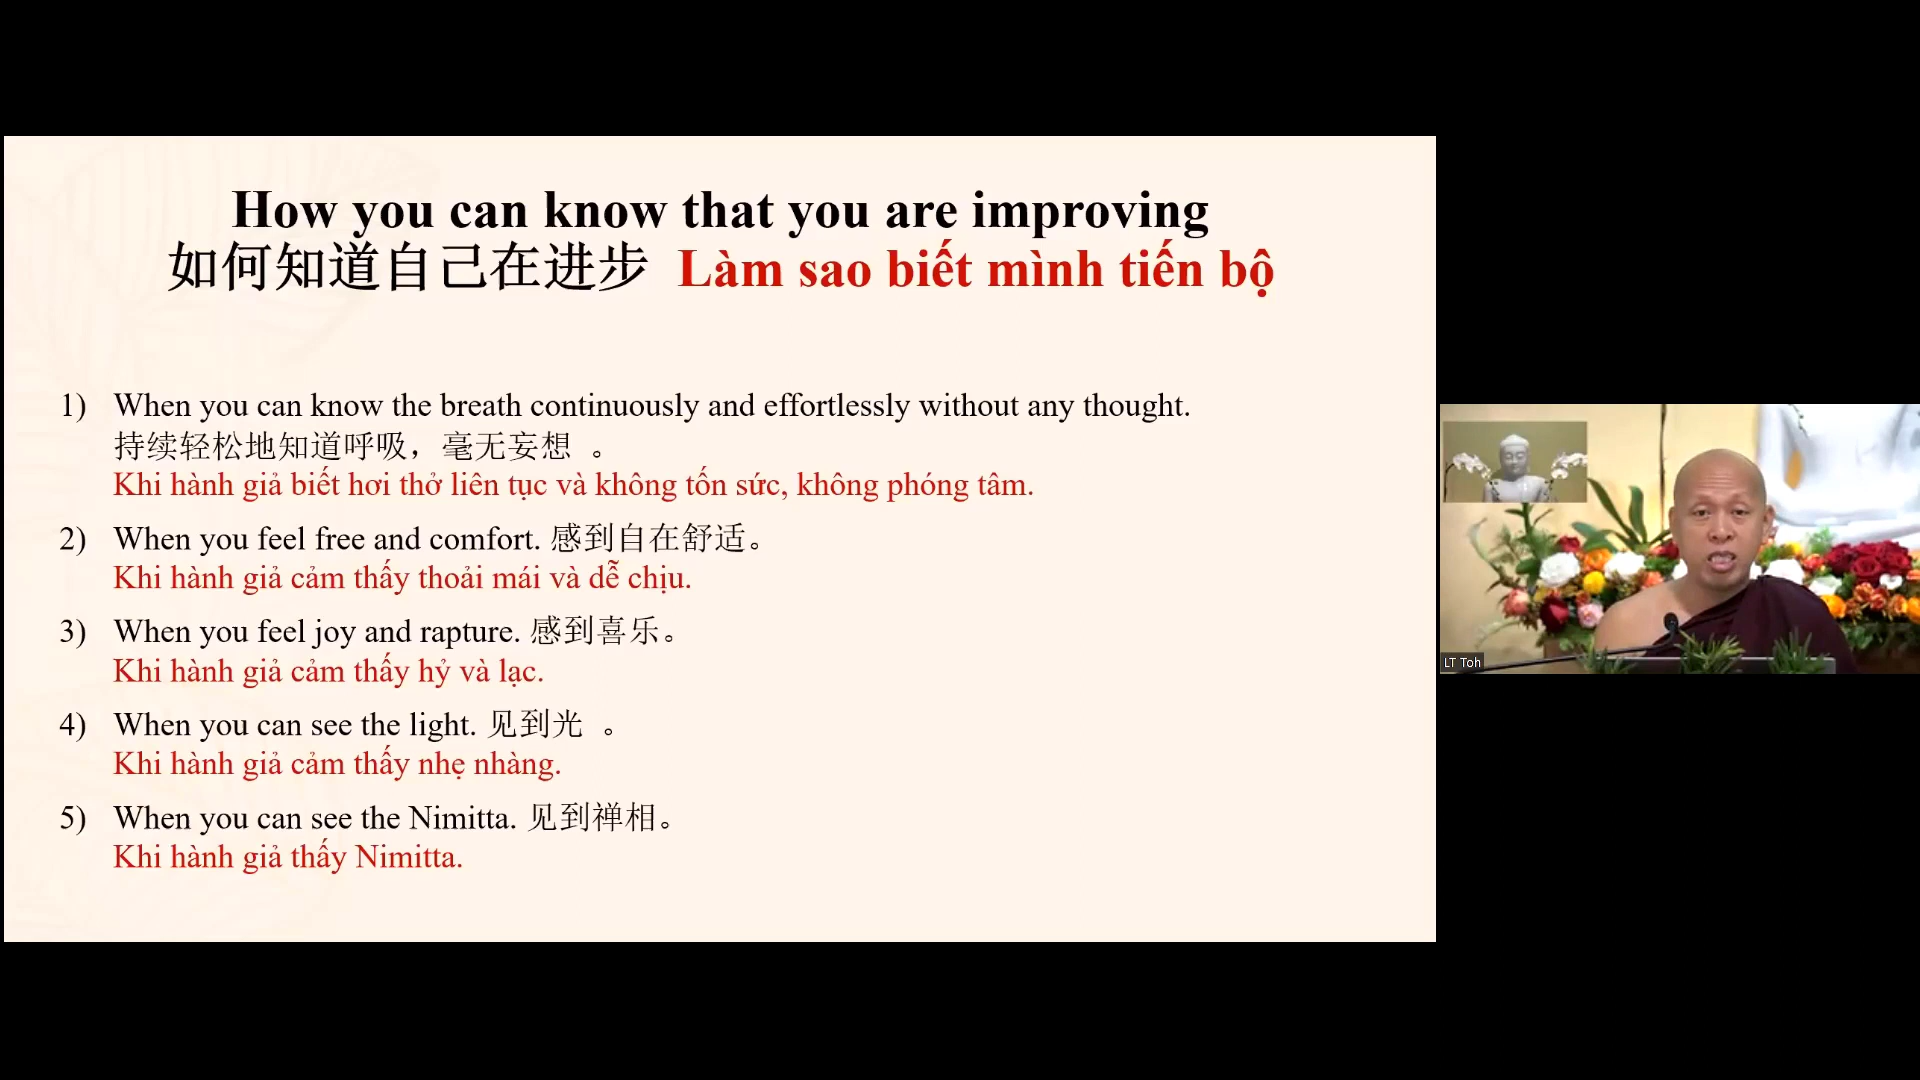 How you can know that you are improving
如何知道自己在进步 Làm sao biết mình tiến bộ
1) When you can know the breath continuously and effortlessly without any thought.
持续轻松地知道呼吸，毫无妄想 。
Khi hành giả biết hơi thở liên tục và không tốn sức, không phóng tâm.
2) When you feel free and comfort. 感到自在舒适。
Khi hành giả cảm thấy thoải mái và dễ chịu.
3) When you feel joy and rapture. 感到喜乐。
Khi hành giả cảm thấy hỷ và lạc.
4) When you can see the light. 见到光 。
Khi hành giả cảm thấy nhẹ nhàng.
5) When you can see the Nimitta. 见到禅相。
Khi hành giả thấy Nimitta.
LT Toh